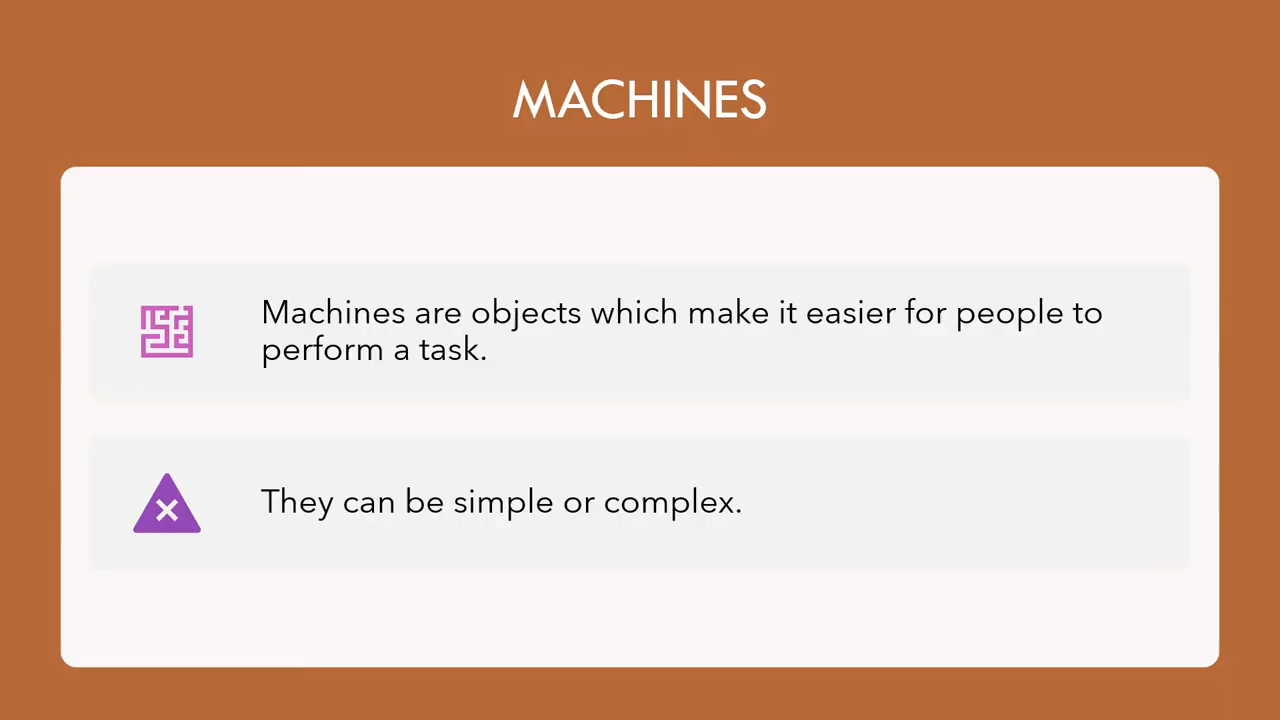 MACHINES
Machines are objects which make it easier for people to
perform a task.
They can be simple or complex.